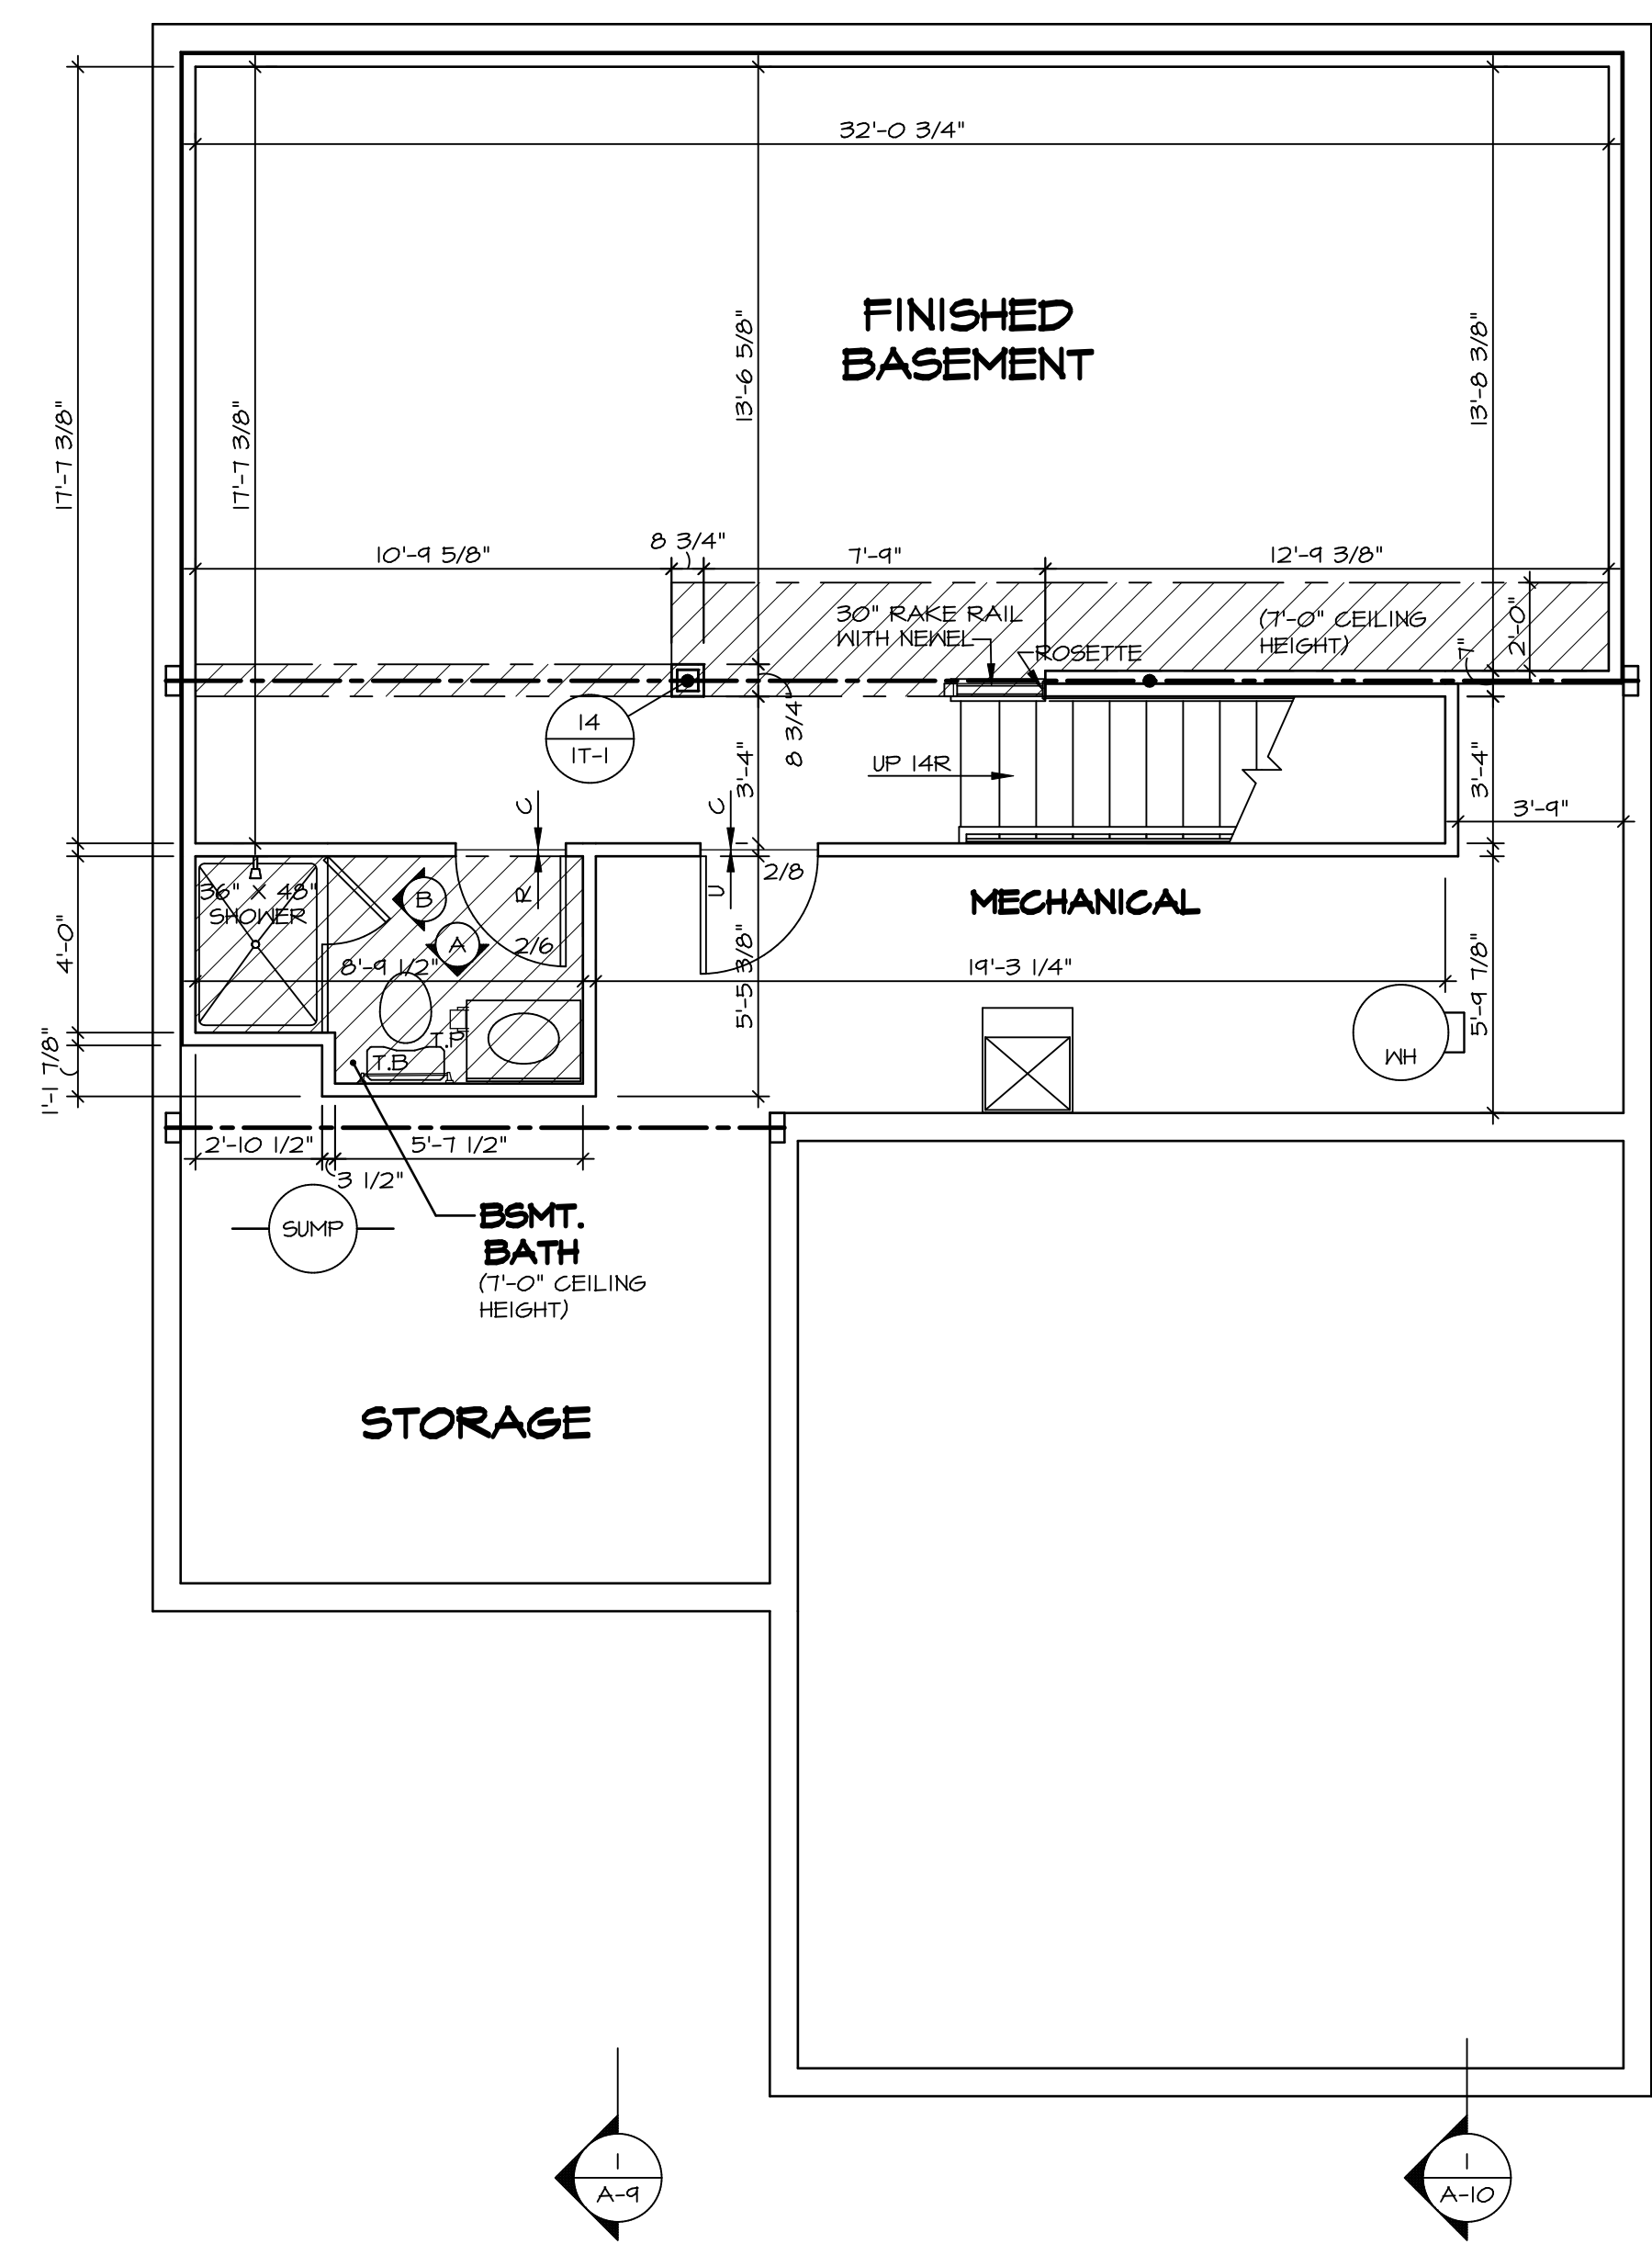 32'-0 3/4"
FINISHED
BASEMENT
13'-6 5/8"
13'-8 3/8"
17'-7 3/8"
17'-7 3/8"
10'-9 5/8"
8 3/4"
7'-9"
12'-9 3/8"
30" RAKE RAIL
WITH NEWEL
ROSETTE
(7'-0" CEILING
HEIGHT)
7"
2'-0"
14
1T-1
8 3/4"
3'-4"
UP 14R
3'-4"
3'-9"
C
C
R
U
2/8
36" X 48"
SHOWER
B
A
2/6
MECHANICAL
4'-0"
8'-9 1/2"
5'-5 3/8"
19'-3 1/4"
5'-9 7/8"
T.P
T.B
WH
1'-1 7/8"
2'-10 1/2"
5'-7 1/2"
3 1/2"
SUMP
BSMT.
BATH
(7'-0" CEILING
HEIGHT)
STORAGE
1
A-9
1
A-10